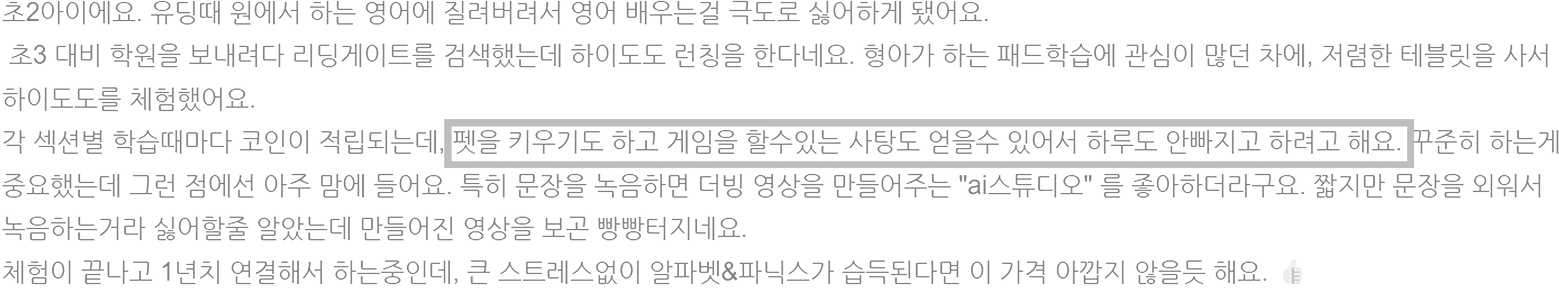 초2아이에요. 유딩때 원에서 하는 영어에 질려버려서 영어 배우는걸 극도로 싫어하게 됐어요.
초3 대비 학원을 보내려다 리딩게이트를 검색했는데 하이도도 런칭을 한다네요. 형아가 하는 패드학습에 관심이 많던 차에, 저렴한 테블릿을 사서
하이도도를 체험했어요.
각 섹션별 학습때마다 코인이 적립되는데, 펫을 키우기도 하고 게임을 할수있는 사탕도 얻을수 있어서 하루도 안빠지고 하려고 해요. 꾸준히 하는게
중요했는데 그런 점에선 아주 맘에 들어요. 특히 문장을 녹음하면 더빙 영상을 만들어주는 "ai스튜디오" 를 좋아하더라구요. 짧지만 문장을 외워서
녹음하는거라 싫어할줄 알았는데 만들어진 영상을 보곤 빵빵터지네요.
체험이 끝나고 1년치 연결해서 하는중인데, 큰 스트레스없이 알파벳&파닉스가 습득된다면 이 가격 아깝지 않을듯 해요. 👍